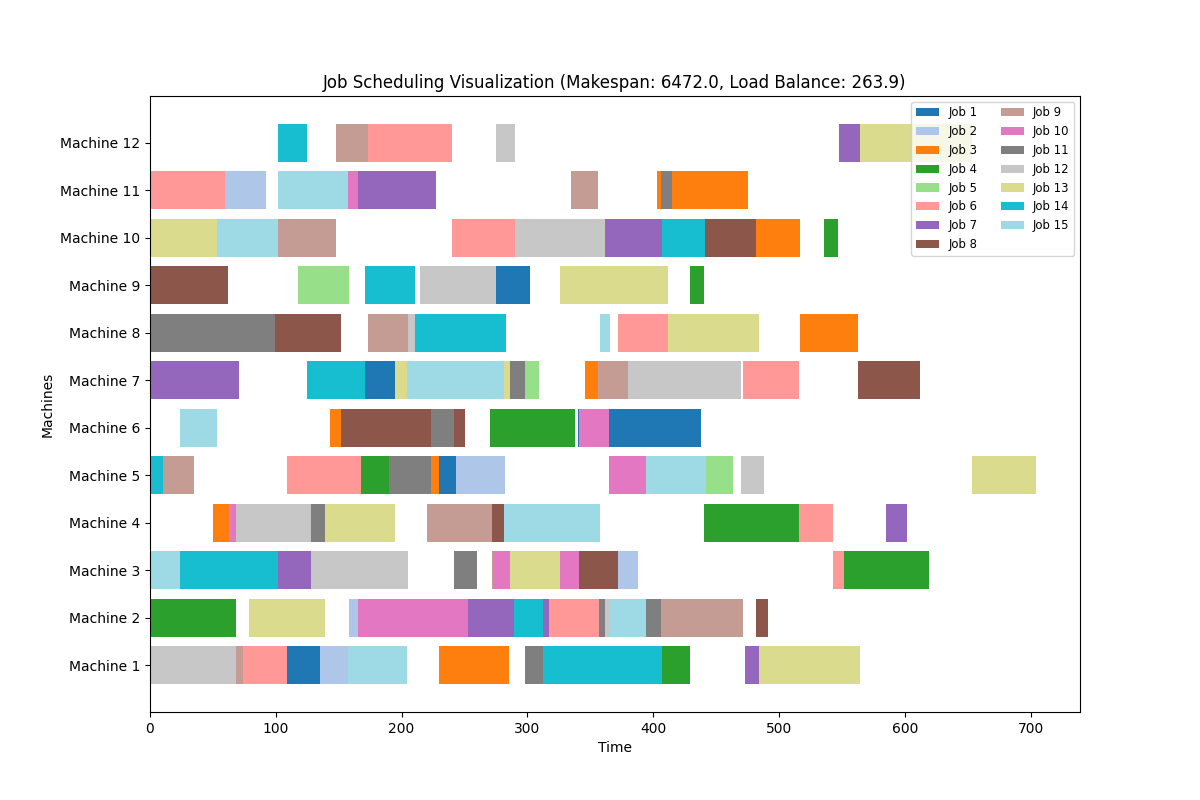 Job Scheduling Visualization (Makespan: 6472.0, Load Balance: 263.9)
Machine 12
Machine 11
Machine 10
Machine 9
Machine 8
Machine 7
Machine 6
Machine 5
Machine 4
Machine 3
Machine 2
Machine 1
Machines
0 100 200 300 400 500 600 700
Time
Job 1 Job 9
Job 2 Job 10
Job 3 Job 11
Job 4 Job 12
Job 5 Job 13
Job 6 Job 14
Job 7 Job 15
Job 8